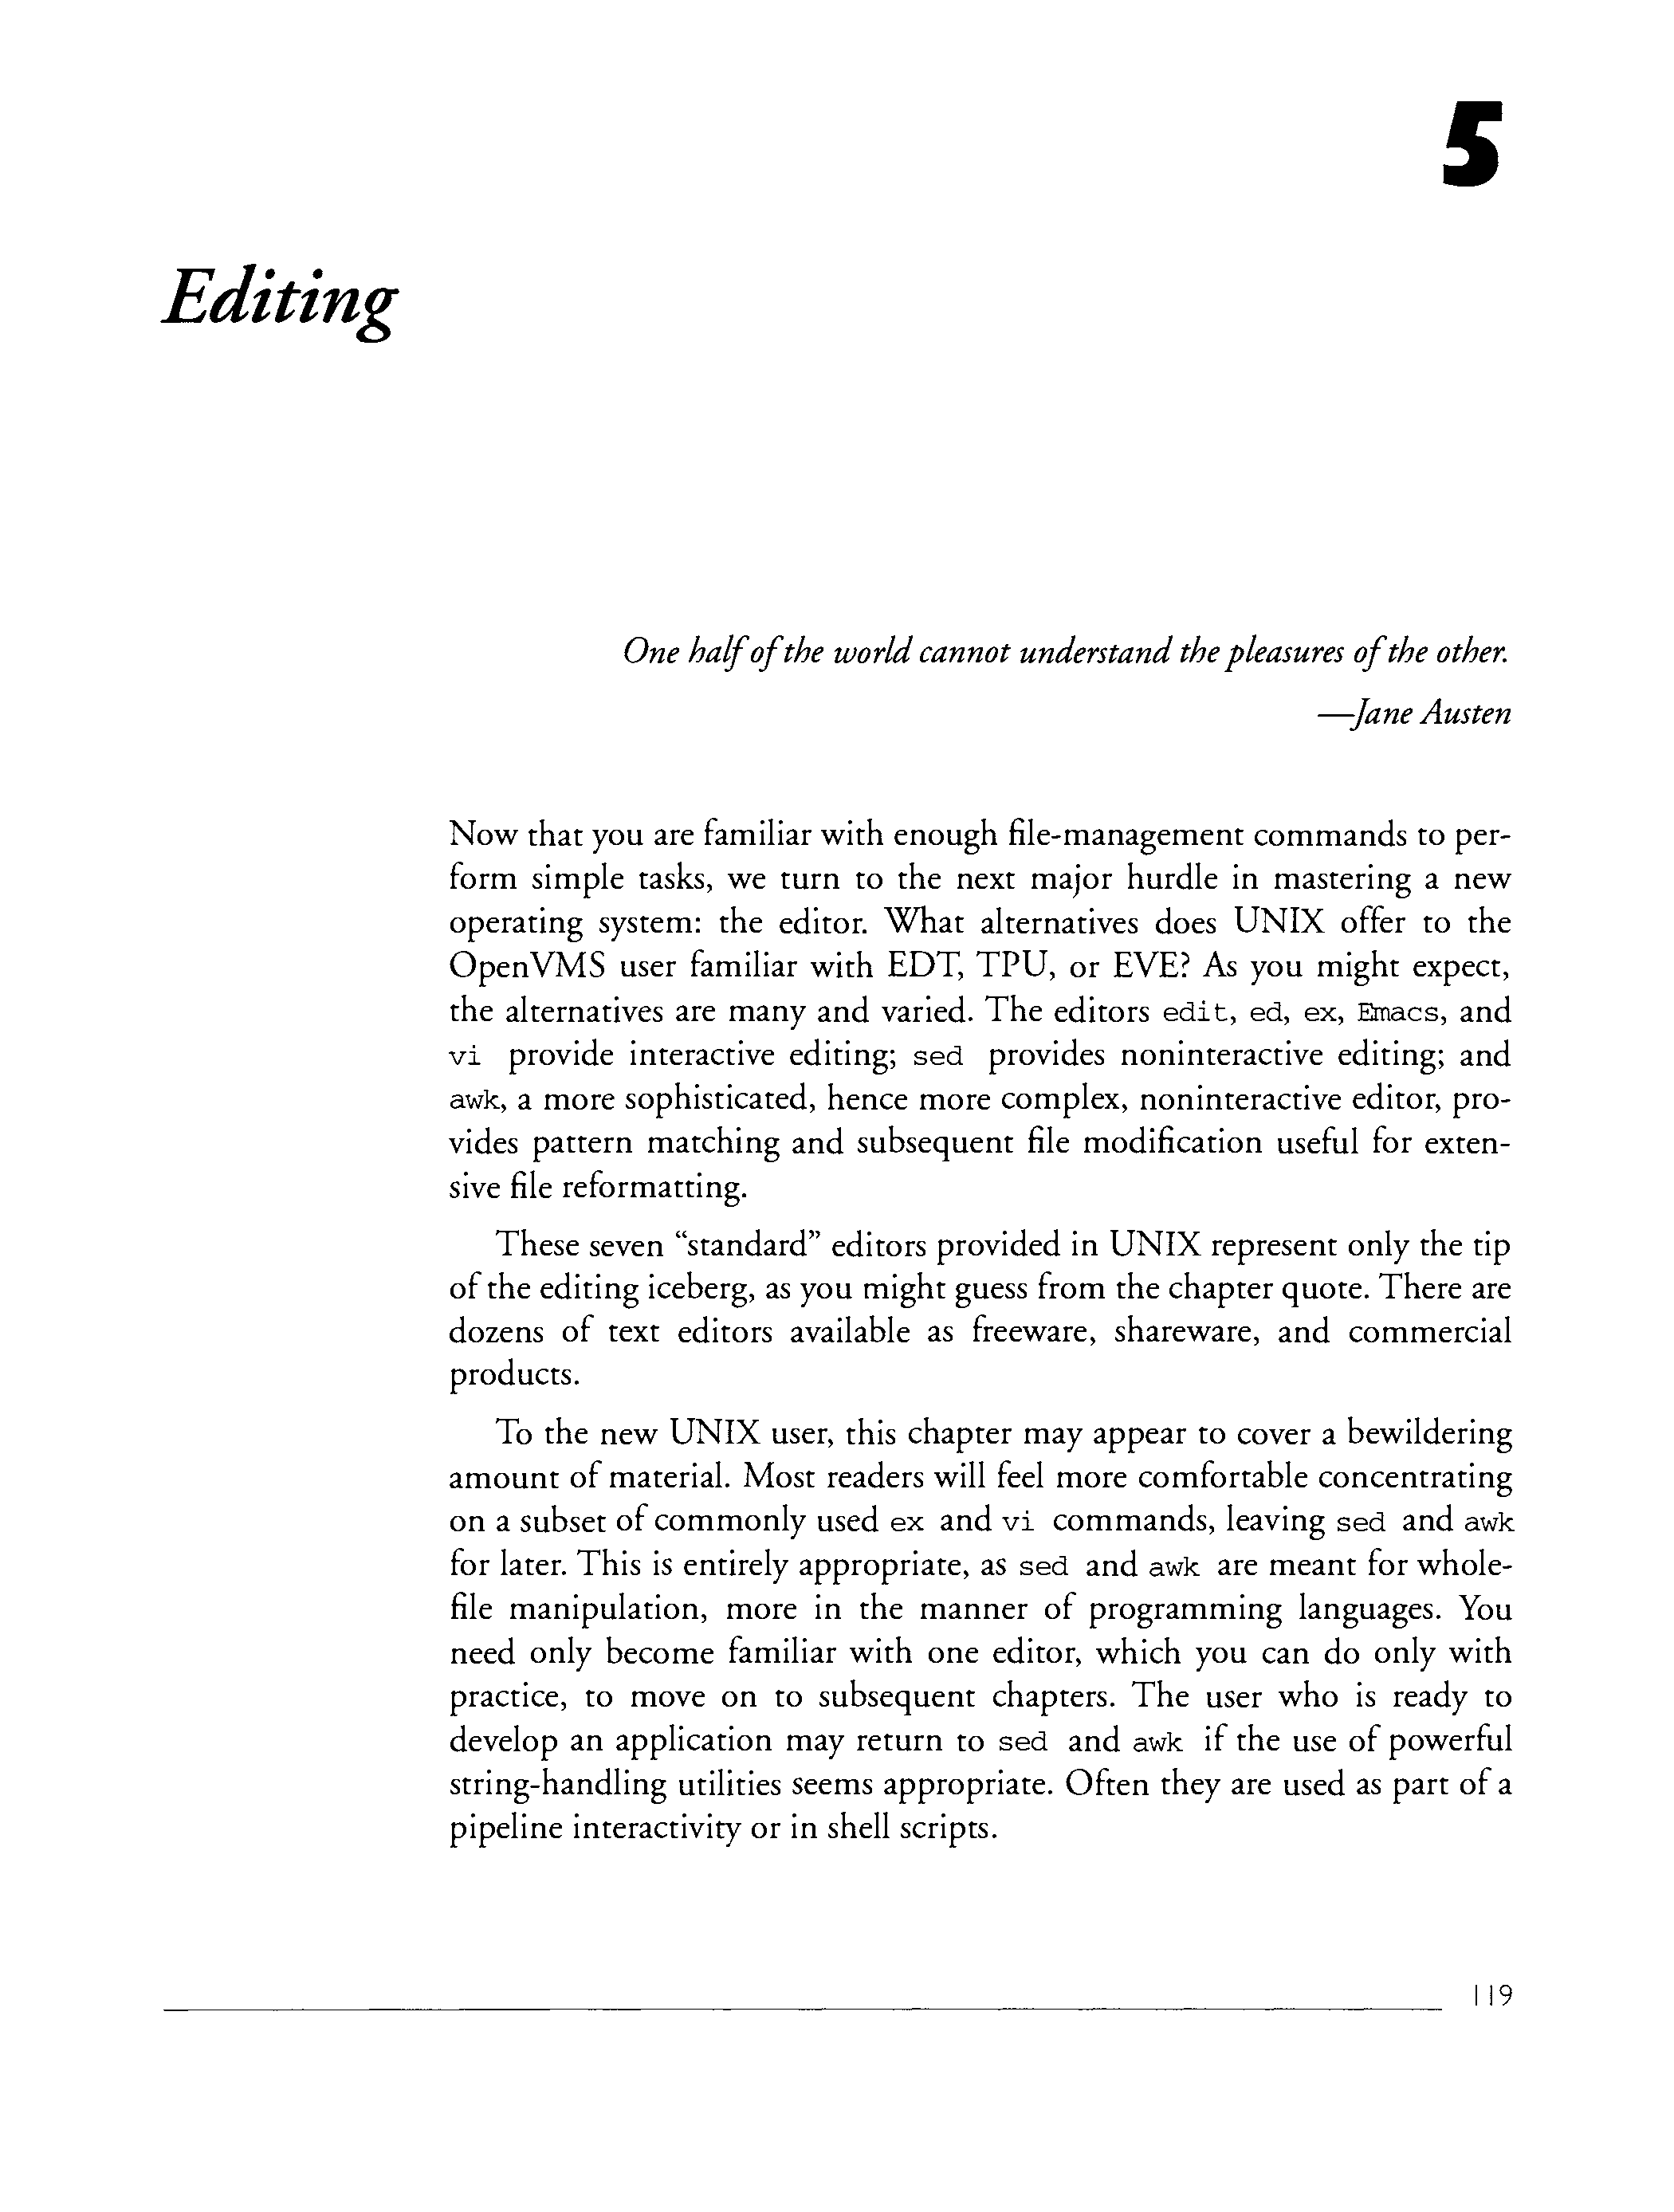 5
Editing
One half of the world cannot understand the pleasures of the other.
—Jane Austen
Now that you are familiar with enough file-management commands to per-
form simple tasks, we turn to the next major hurdle in mastering a new
operating system: the editor. What alternatives does UNIX offer to the
OpenVMS user familiar with EDT, TPU, or EVE? As you might expect,
the alternatives are many and varied. The editors edit, ed, ex, Emacs, and
vi provide interactive editing; sed provides noninteractive editing; and
awk, a more sophisticated, hence more complex, noninteractive editor, pro-
vides pattern matching and subsequent file modification useful for exten-
sive file reformatting.
These seven “standard” editors provided in UNIX represent only the tip
of the editing iceberg, as you might guess from the chapter quote. There are
dozens of text editors available as freeware, shareware, and commercial
products.
To the new UNIX user, this chapter may appear to cover a bewildering
amount of material. Most readers will feel more comfortable concentrating
on a subset of commonly used ex and vi commands, leaving sed and awk
for later. This is entirely appropriate, as sed and awk are meant for whole-
file manipulation, more in the manner of programming languages. You
need only become familiar with one editor, which you can do only with
practice, to move on to subsequent chapters. The user who is ready to
develop an application may return to sed and awk if the use of powerful
string-handling utilities seems appropriate. Often they are used as part of a
pipeline interactivity or in shell scripts.
119